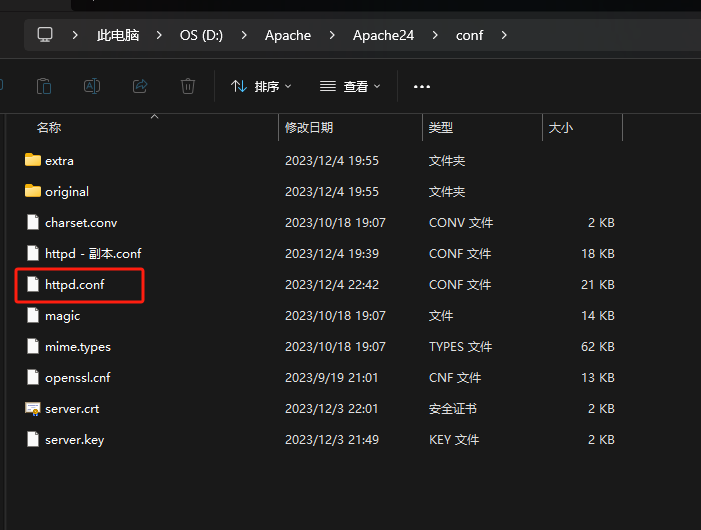 此电脑 OS (D:) Apache Apache24 conf
排序 查看
名称 修改日期 类型 大小
extra 2023/12/4 19:55 文件夹
original 2023/12/4 19:55 文件夹
charset.conv 2023/10/18 19:07 CONV 文件 2 KB
httpd - 副本.conf 2023/12/4 19:39 CONF 文件 18 KB
httpd.conf 2023/12/4 22:42 CONF 文件 21 KB
magic 2023/10/18 19:07 文件 14 KB
mime.types 2023/10/18 19:07 TYPES 文件 62 KB
openssl.cnf 2023/9/19 21:01 CNF 文件 13 KB
server.crt 2023/12/3 22:01 安全证书 2 KB
server.key 2023/12/3 21:49 KEY 文件 2 KB